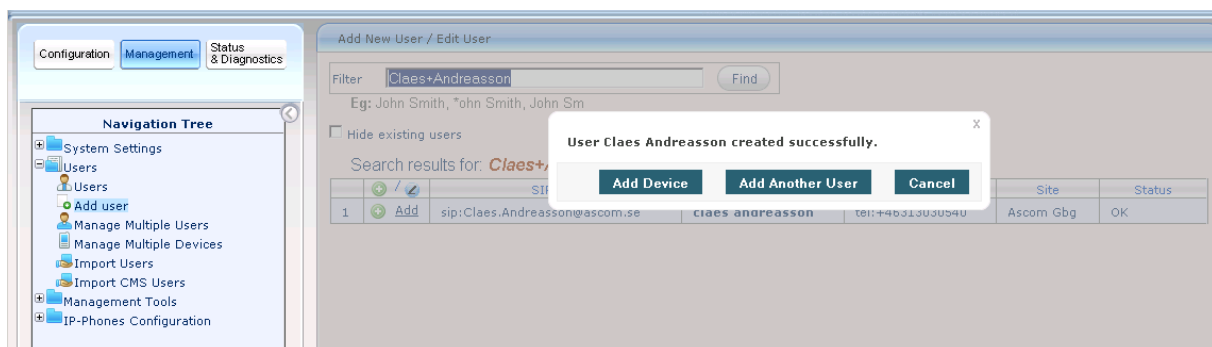 Configuration
Management
Status
& Diagnostics
Navigation Tree
System Settings
Users
Users
Add user
Manage Multiple Users
Manage Multiple Devices
Import Users
Import CMS Users
Management Tools
IP-Phones Configuration
Add New User / Edit User
Filter Claes+Andreasson Find
Eg: John Smith, *ohn Smith, John Sm
Hide existing users
Search results for: Claes+
x
User Claes Andreasson created successfully.
Add Device Add Another User Cancel
/ SIP Site Status
1 Add sip:Claes.Andreasson@ascom.se claes andreasson tel:+46313030540 Ascom Gbg OK